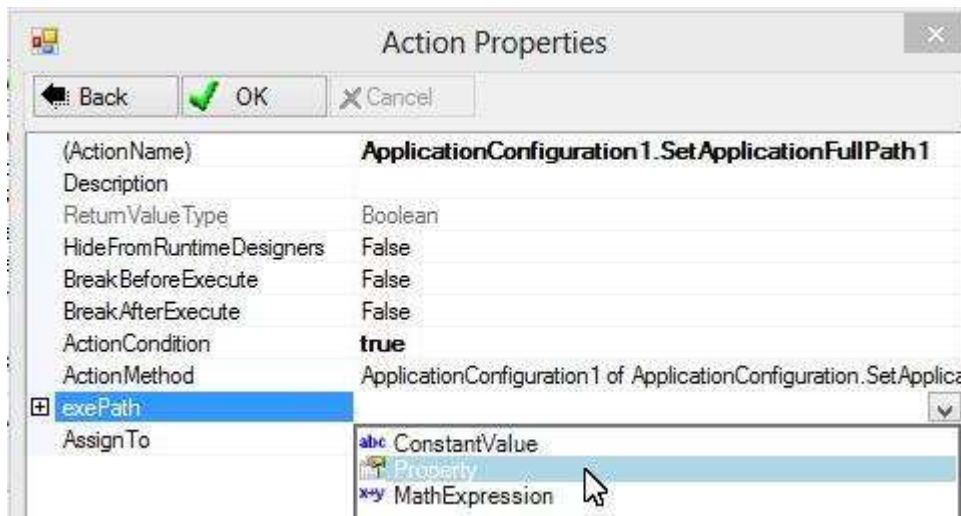 Action Properties
Back OK Cancel
(ActionName) ApplicationConfiguration1.SetApplicationFullPath1
Description
ReturnValueType Boolean
HideFromRuntimeDesigners False
BreakBeforeExecute False
BreakAfterExecute False
ActionCondition true
ActionMethod ApplicationConfiguration1 of ApplicationConfiguration.SetApplica
exePath
AssignTo abc ConstantValue
Property
x+y MathExpression